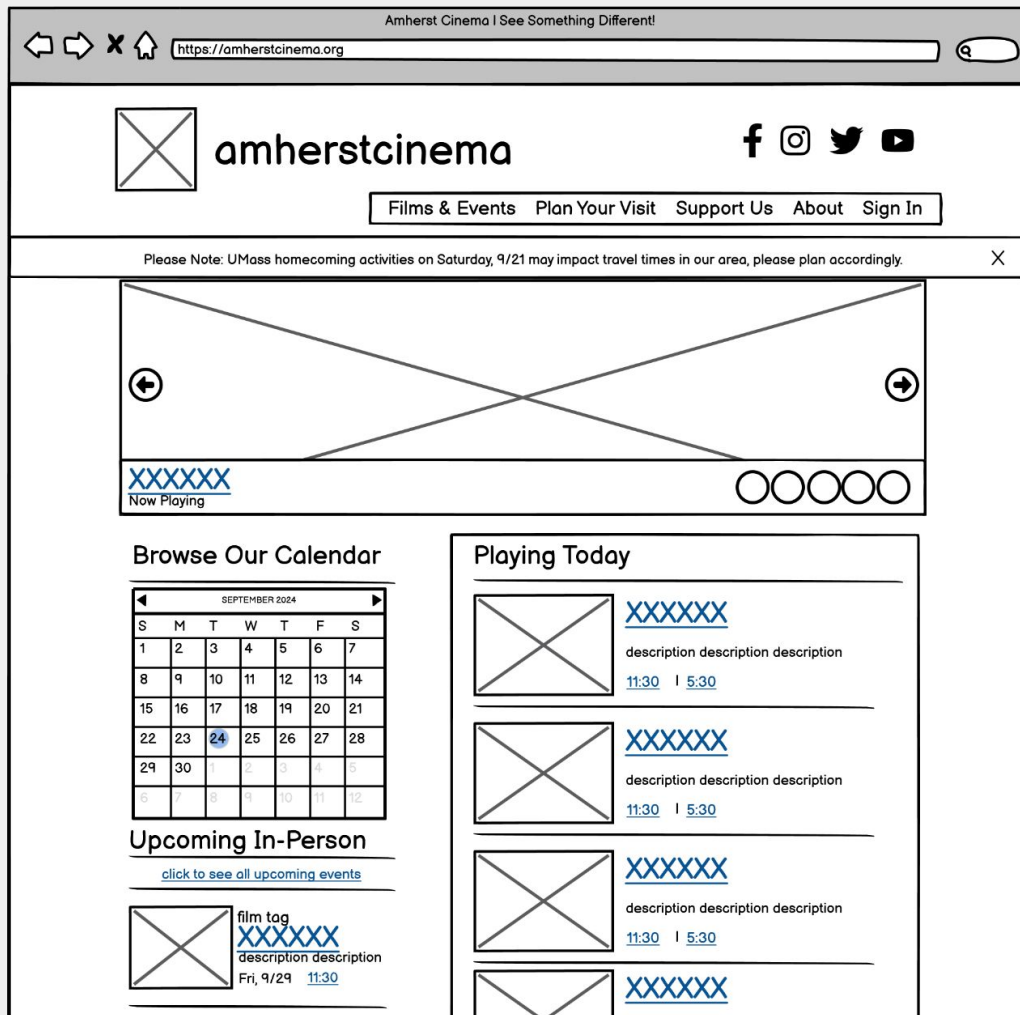 Amherst Cinema | See Something Different!
https://amherstcinema.org
amherstcinema
Films & Events Plan Your Visit Support Us About Sign In
Please Note: UMass homecoming activities on Saturday, 9/21 may impact travel times in our area, please plan accordingly. X
XXXXXX
Now Playing
Browse Our Calendar
SEPTEMBER 2024
S M T W T F S
1 2 3 4 5 6 7
8 9 10 11 12 13 14
15 16 17 18 19 20 21
22 23 24 25 26 27 28
29 30 1 2 3 4 5
6 7 8 9 10 11 12
Upcoming In-Person
click to see all upcoming events
film tag
XXXXXX
description description
Fri, 9/29 11:30
Playing Today
XXXXXX
description description description
11:30 | 5:30
XXXXXX
description description description
11:30 | 5:30
XXXXXX
description description description
11:30 | 5:30
XXXXXX